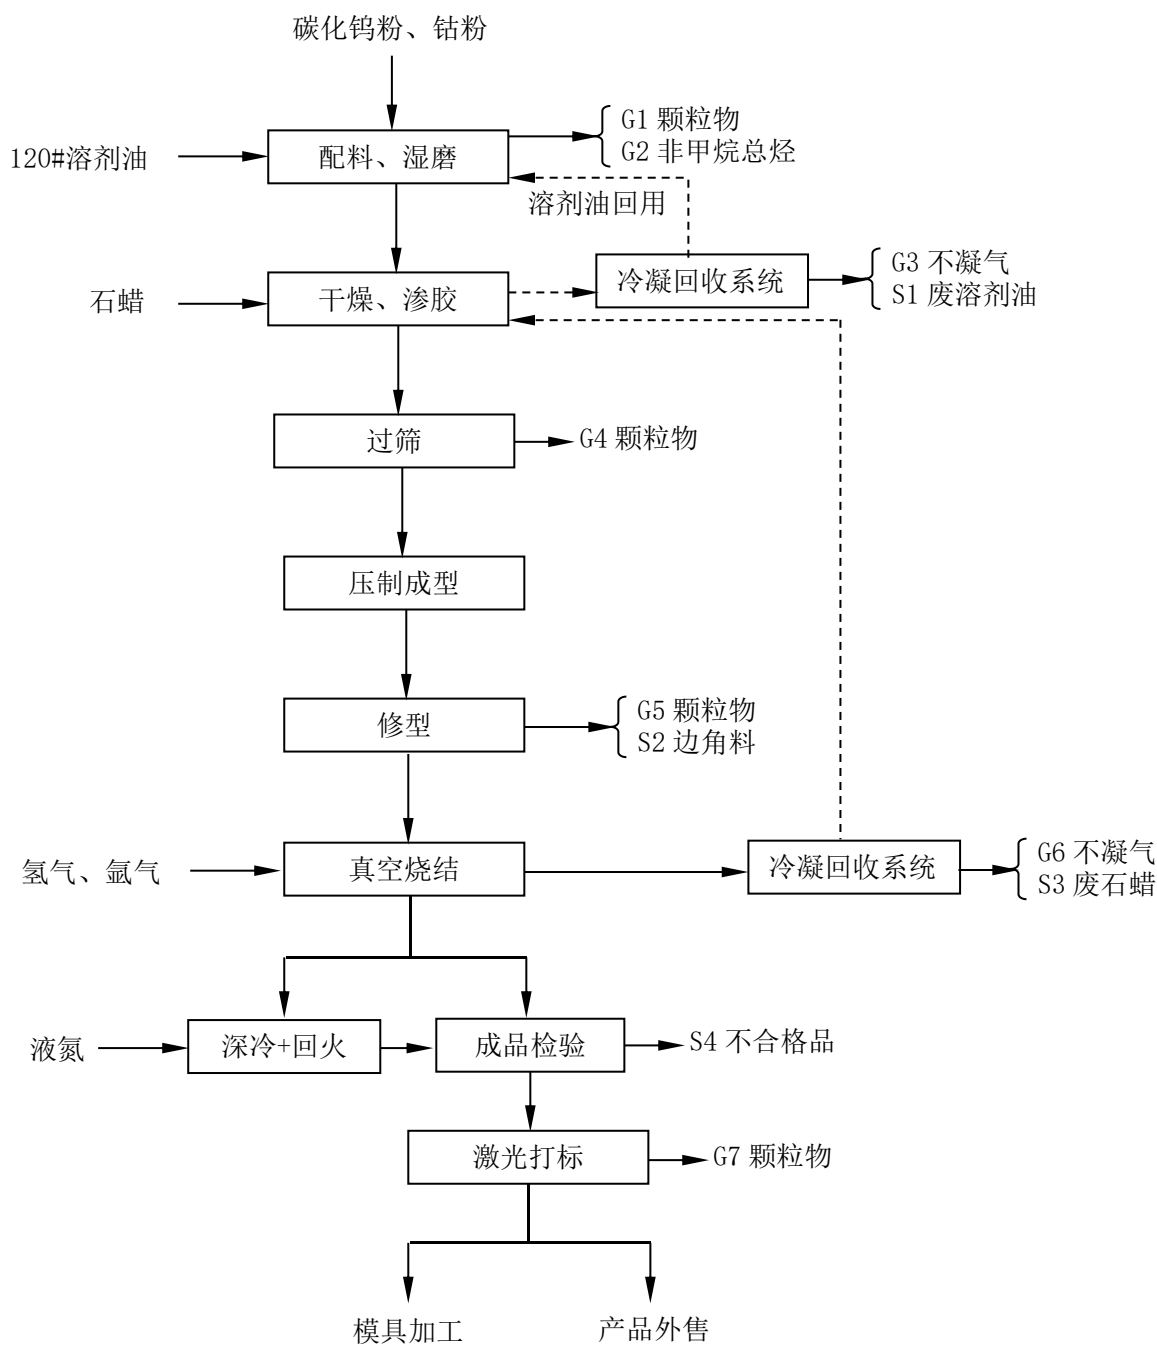 碳化钨粉、钴粉
G1 颗粒物
120#溶剂油
配料、湿磨
G2 非甲烷总烃
溶剂油回用
G3 不凝气
石蜡
干燥、渗胶
冷凝回收系统
S1 废溶剂油
过筛
G4 颗粒物
压制成型
修型
G5 颗粒物
S2 边角料
氢气、氩气
真空烧结
冷凝回收系统
G6 不凝气
S3 废石蜡
液氮
深冷+回火
成品检验
S4 不合格品
激光打标
G7 颗粒物
模具加工
产品外售